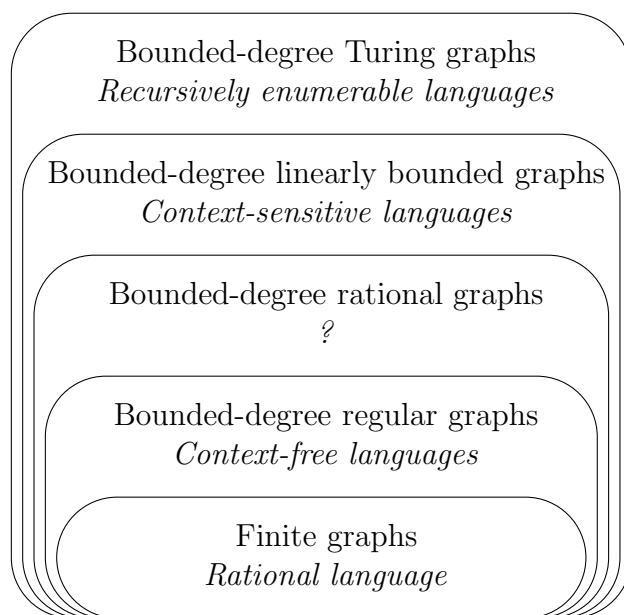 Bounded-degree Turing graphs
Recursively enumerable languages
Bounded-degree linearly bounded graphs
Context-sensitive languages
Bounded-degree rational graphs
?
Bounded-degree regular graphs
Context-free languages
Finite graphs
Rational language